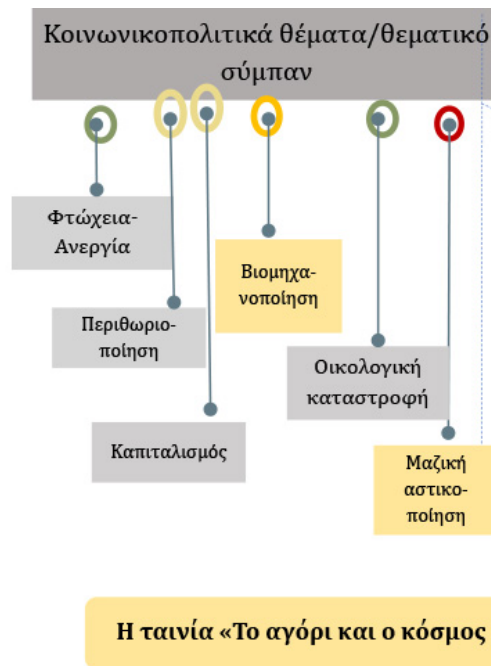 Κοινωνικοπολιτικά θέματα/θεματικό
σύμπαν
Φτώχεια-
Ανεργία
Βιομηχα-
νοποίηση
Περιθωριο-
ποίηση
Οικολογική
καταστροφή
Καπιταλισμός
Μαζική
αστικο-
ποίηση
Η ταινία «Το αγόρι και ο κόσμος